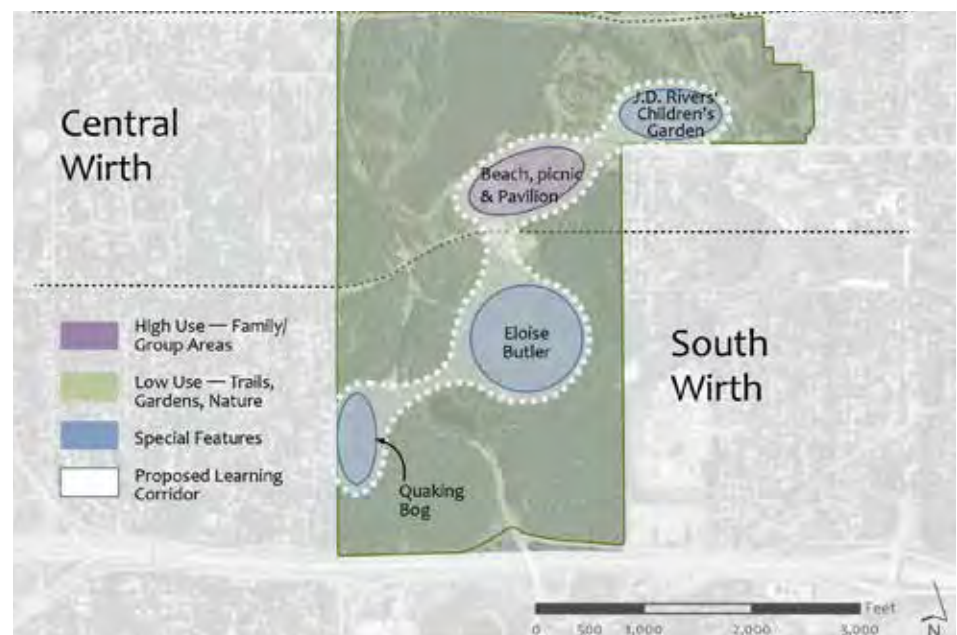 Central
Wirth
J.D. Rivers'
Children's
Garden
Beach, picnic
& Pavilion
High Use — Family/
Group Areas
Low Use — Trails,
Gardens, Nature
Special Features
Proposed Learning
Corridor
Eloise
Butler
South
Wirth
Quaking
Bog
Feet
0 500 1,000 2,000 3,000
N